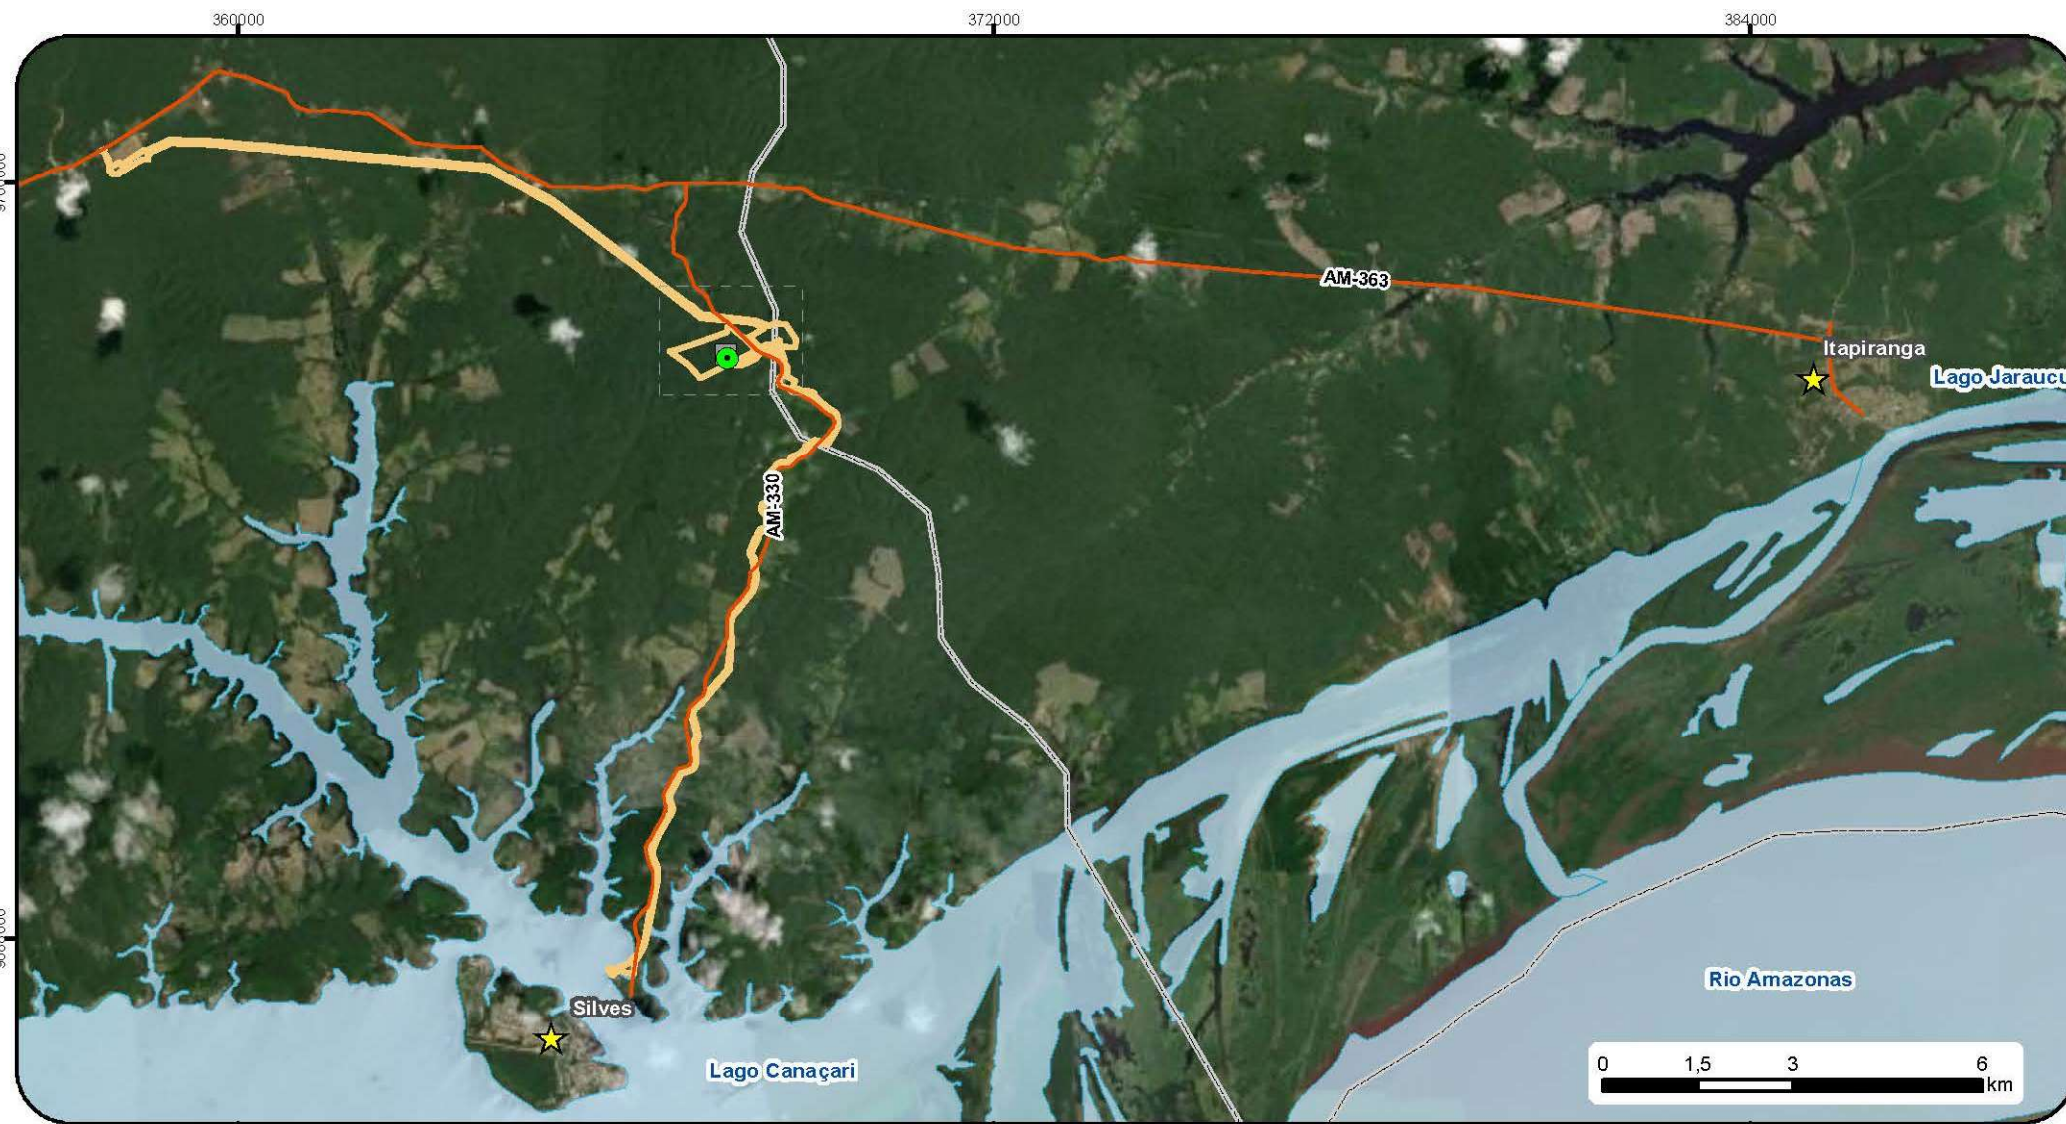 360000
372000
384000
AM-363
Itapiranga
Lago Jaraucu
AM-330
Rio Amazonas
Silves
Lago Canaçari
0 1,5 3 6
km